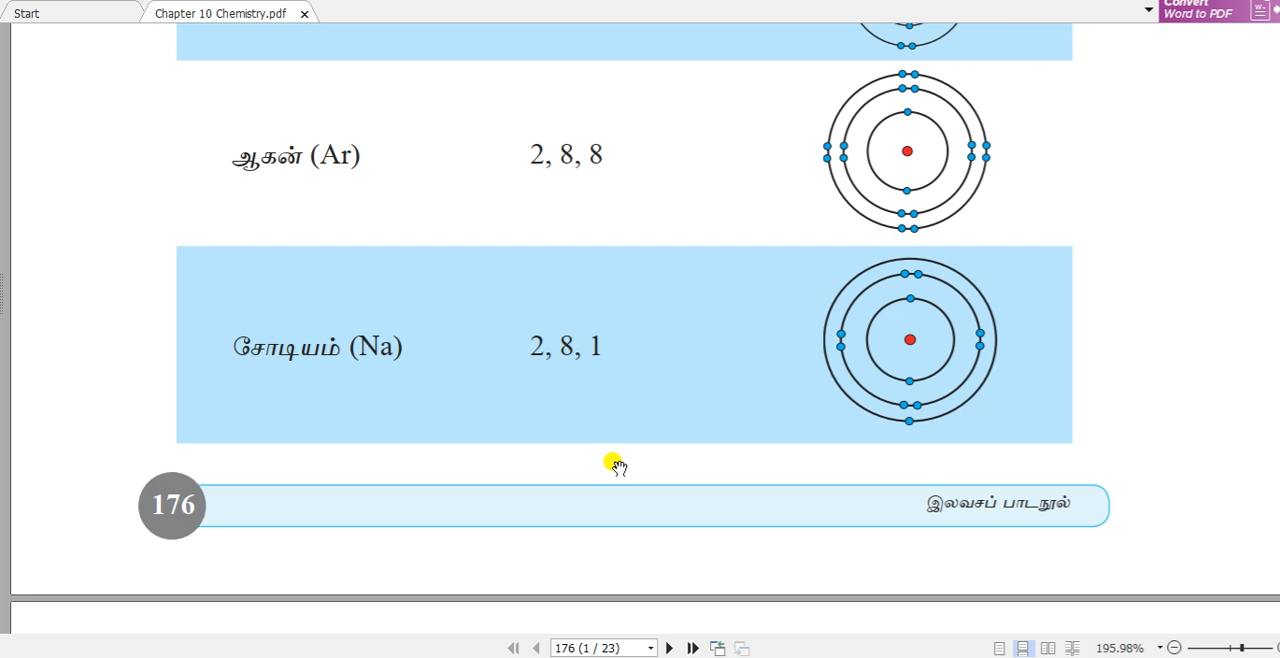 Start
Chapter 10 Chemistry.pdf
Convert
Word to PDF
ஆகன் (Ar) 2, 8, 8
சோடியம் (Na) 2, 8, 1
176 இலவசப் பாடநூல்
176 (1 / 23) 195.98%